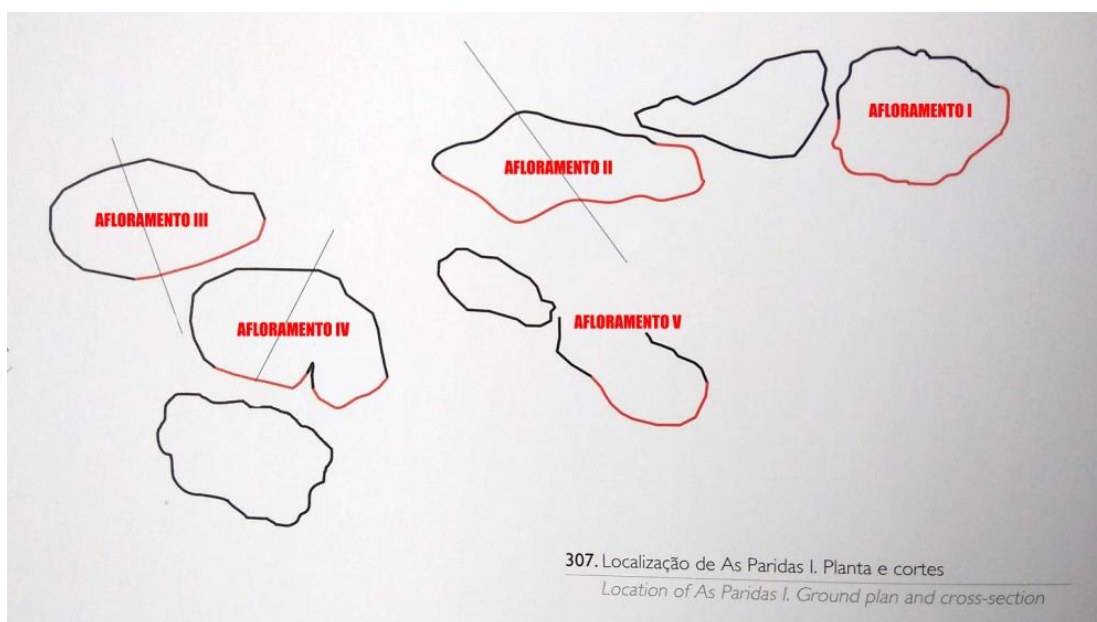 AFLORAMENTO I
AFLORAMENTO II
AFLORAMENTO III
AFLORAMENTO IV
AFLORAMENTO V
307. Localização de As Paridas I. Planta e cortes
Location of As Paridas I. Ground plan and cross-section